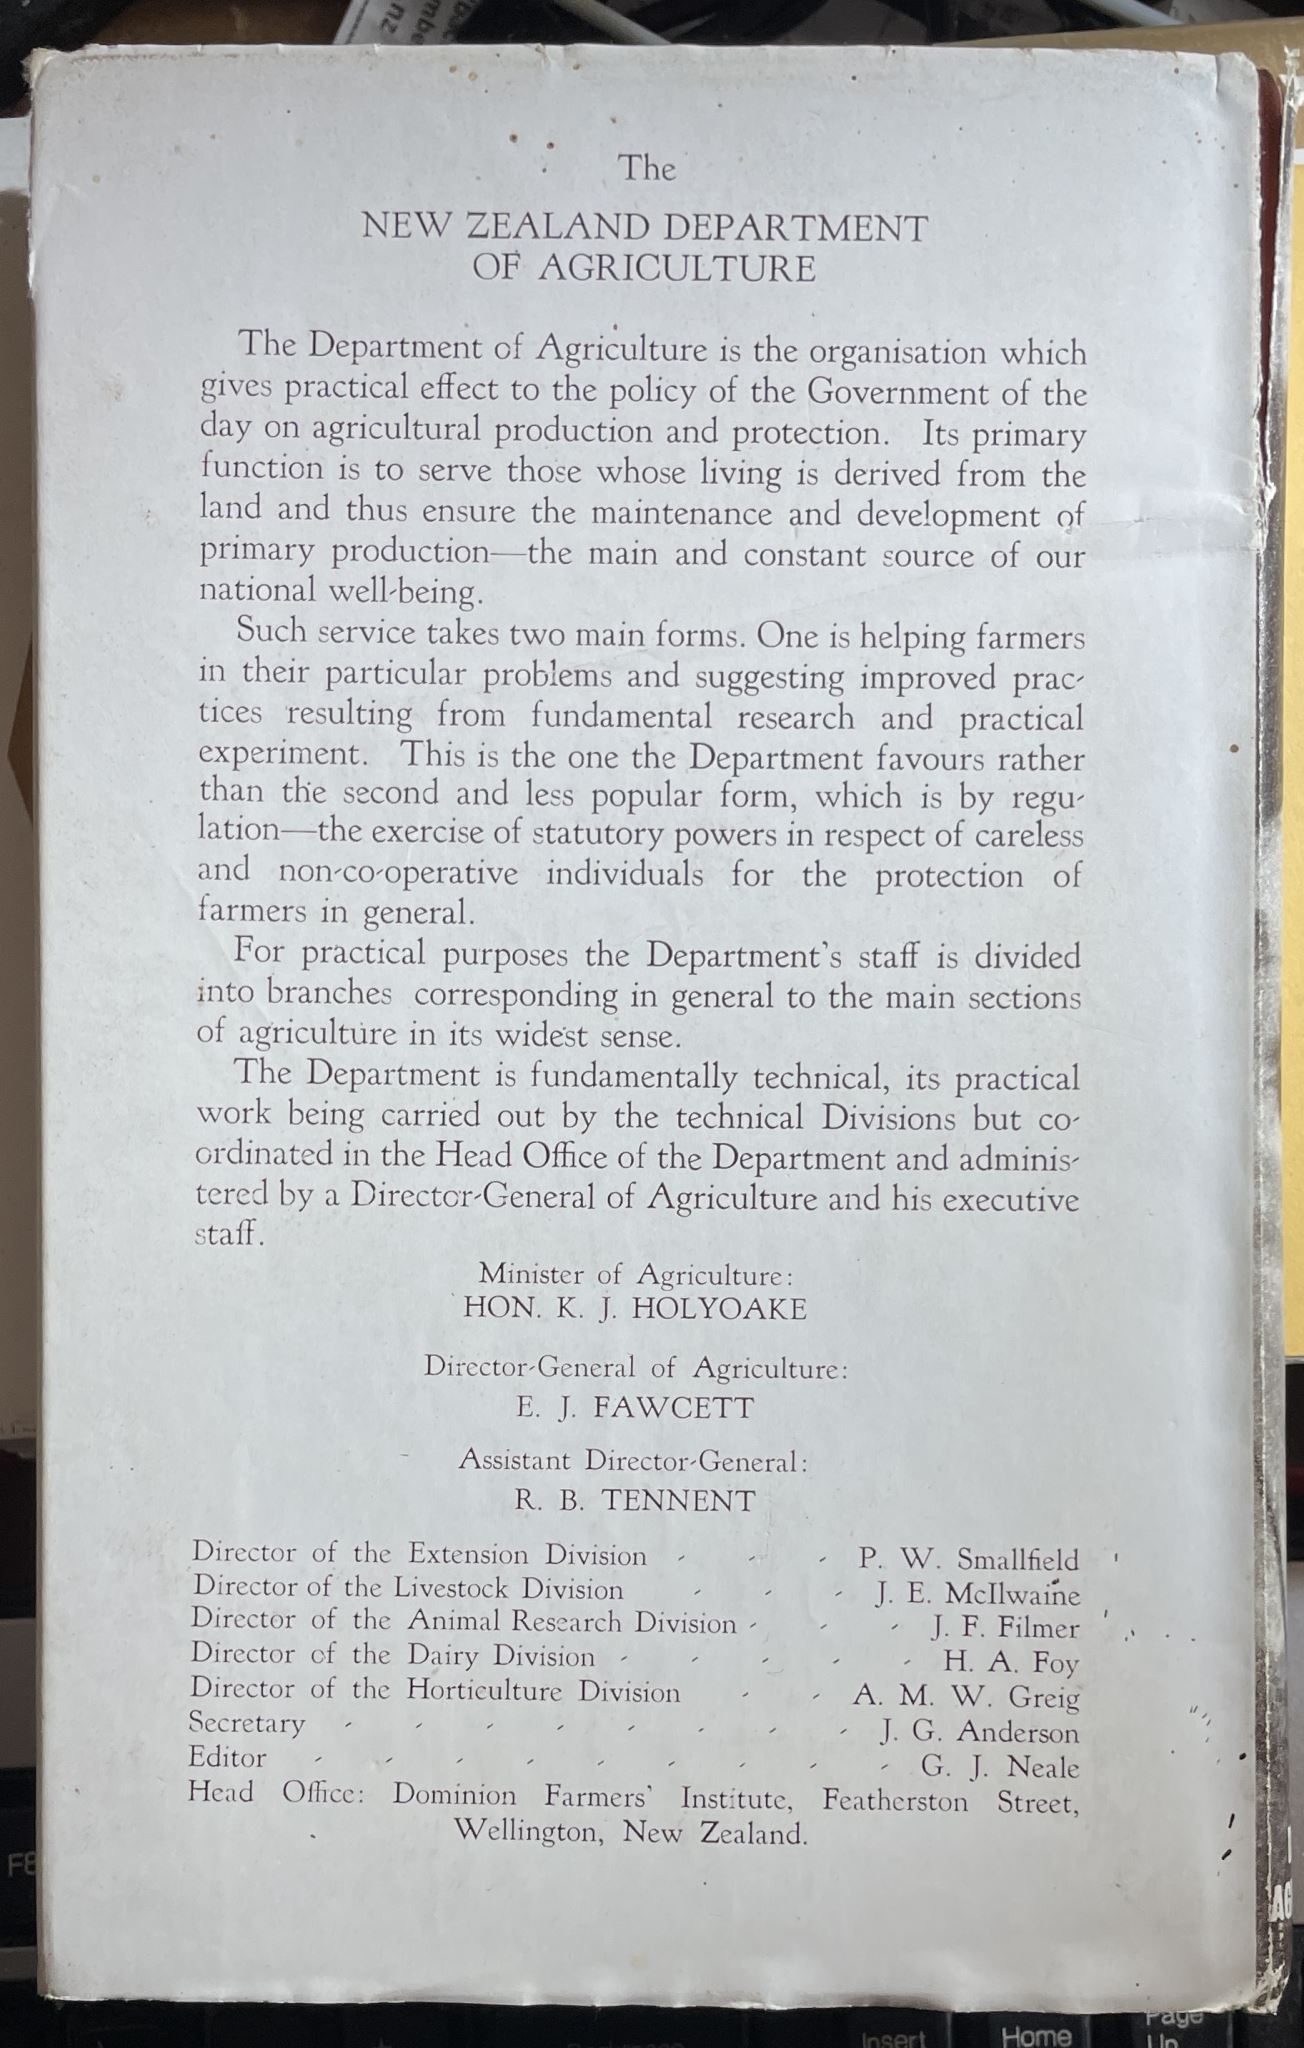 The
NEW ZEALAND DEPARTMENT
OF AGRICULTURE
The Department of Agriculture is the organisation which
gives practical effect to the policy of the Government of the
day on agricultural production and protection. Its primary
function is to serve those whose living is derived from the
land and thus ensure the maintenance and development of
primary production—the main and constant source of our
national well-being.
Such service takes two main forms. One is helping farmers
in their particular problems and suggesting improved prac-
tices resulting from fundamental research and practical
experiment. This is the one the Department favours rather
than the second and less popular form, which is by regu-
lation—the exercise of statutory powers in respect of careless
and non-co-operative individuals for the protection of
farmers in general.
For practical purposes the Department's staff is divided
into branches corresponding in general to the main sections
of agriculture in its widest sense.
The Department is fundamentally technical, its practical
work being carried out by the technical Divisions but co-
ordinated in the Head Office of the Department and adminis-
tered by a Director-General of Agriculture and his executive
staff.
Minister of Agriculture:
HON. K. J. HOLYOAKE
Director-General of Agriculture:
E. J. FAWCETT
Assistant Director-General:
R. B. TENNENT
Director of the Extension Division - - - P. W. Smallfield
Director of the Livestock Division - - - J. E. McIlwaine
Director of the Animal Research Division - - - J. F. Filmer
Director of the Dairy Division - - - - - H. A. Foy
Director of the Horticulture Division - - A. M. W. Greig
Secretary - - - - - - - - J. G. Anderson
Editor - - - - - - - - - G. J. Neale
Head Office: Dominion Farmers' Institute, Featherston Street,
Wellington, New Zealand.
AG
Insert
Home
Page
Up